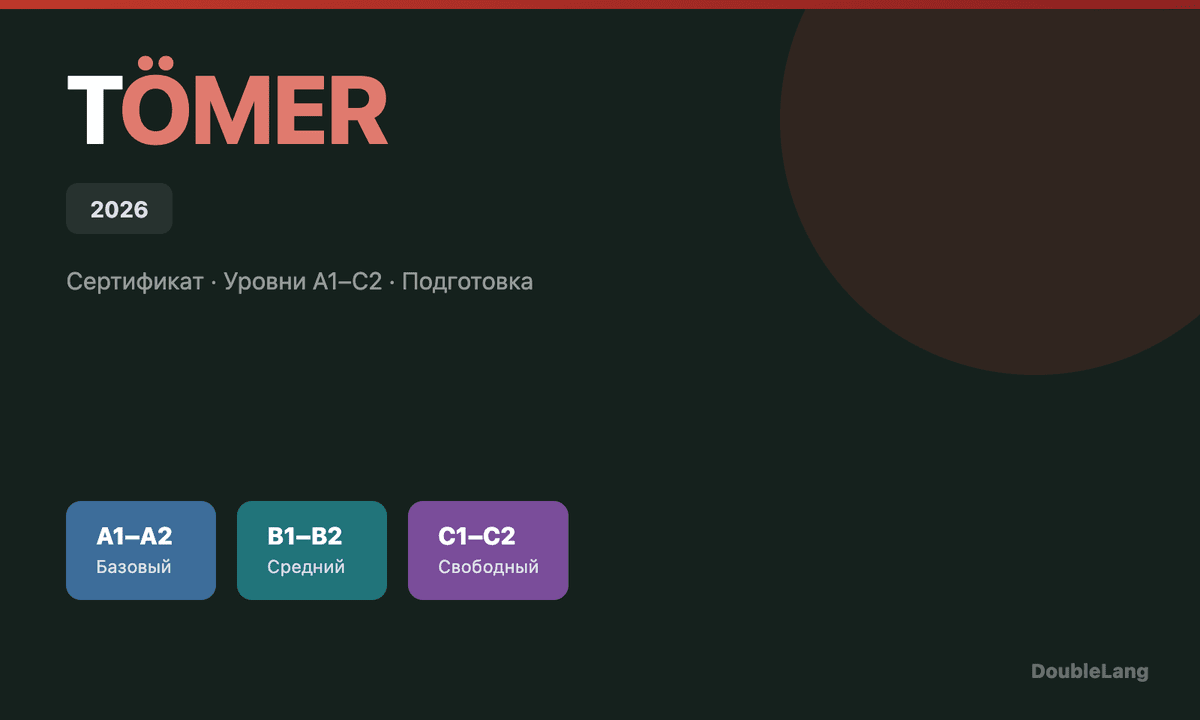 TÖMER
2026
Сертификат · Уровни A1–C2 · Подготовка
A1–A2
Базовый
B1–B2
Средний
C1–C2
Свободный
DoubleLang